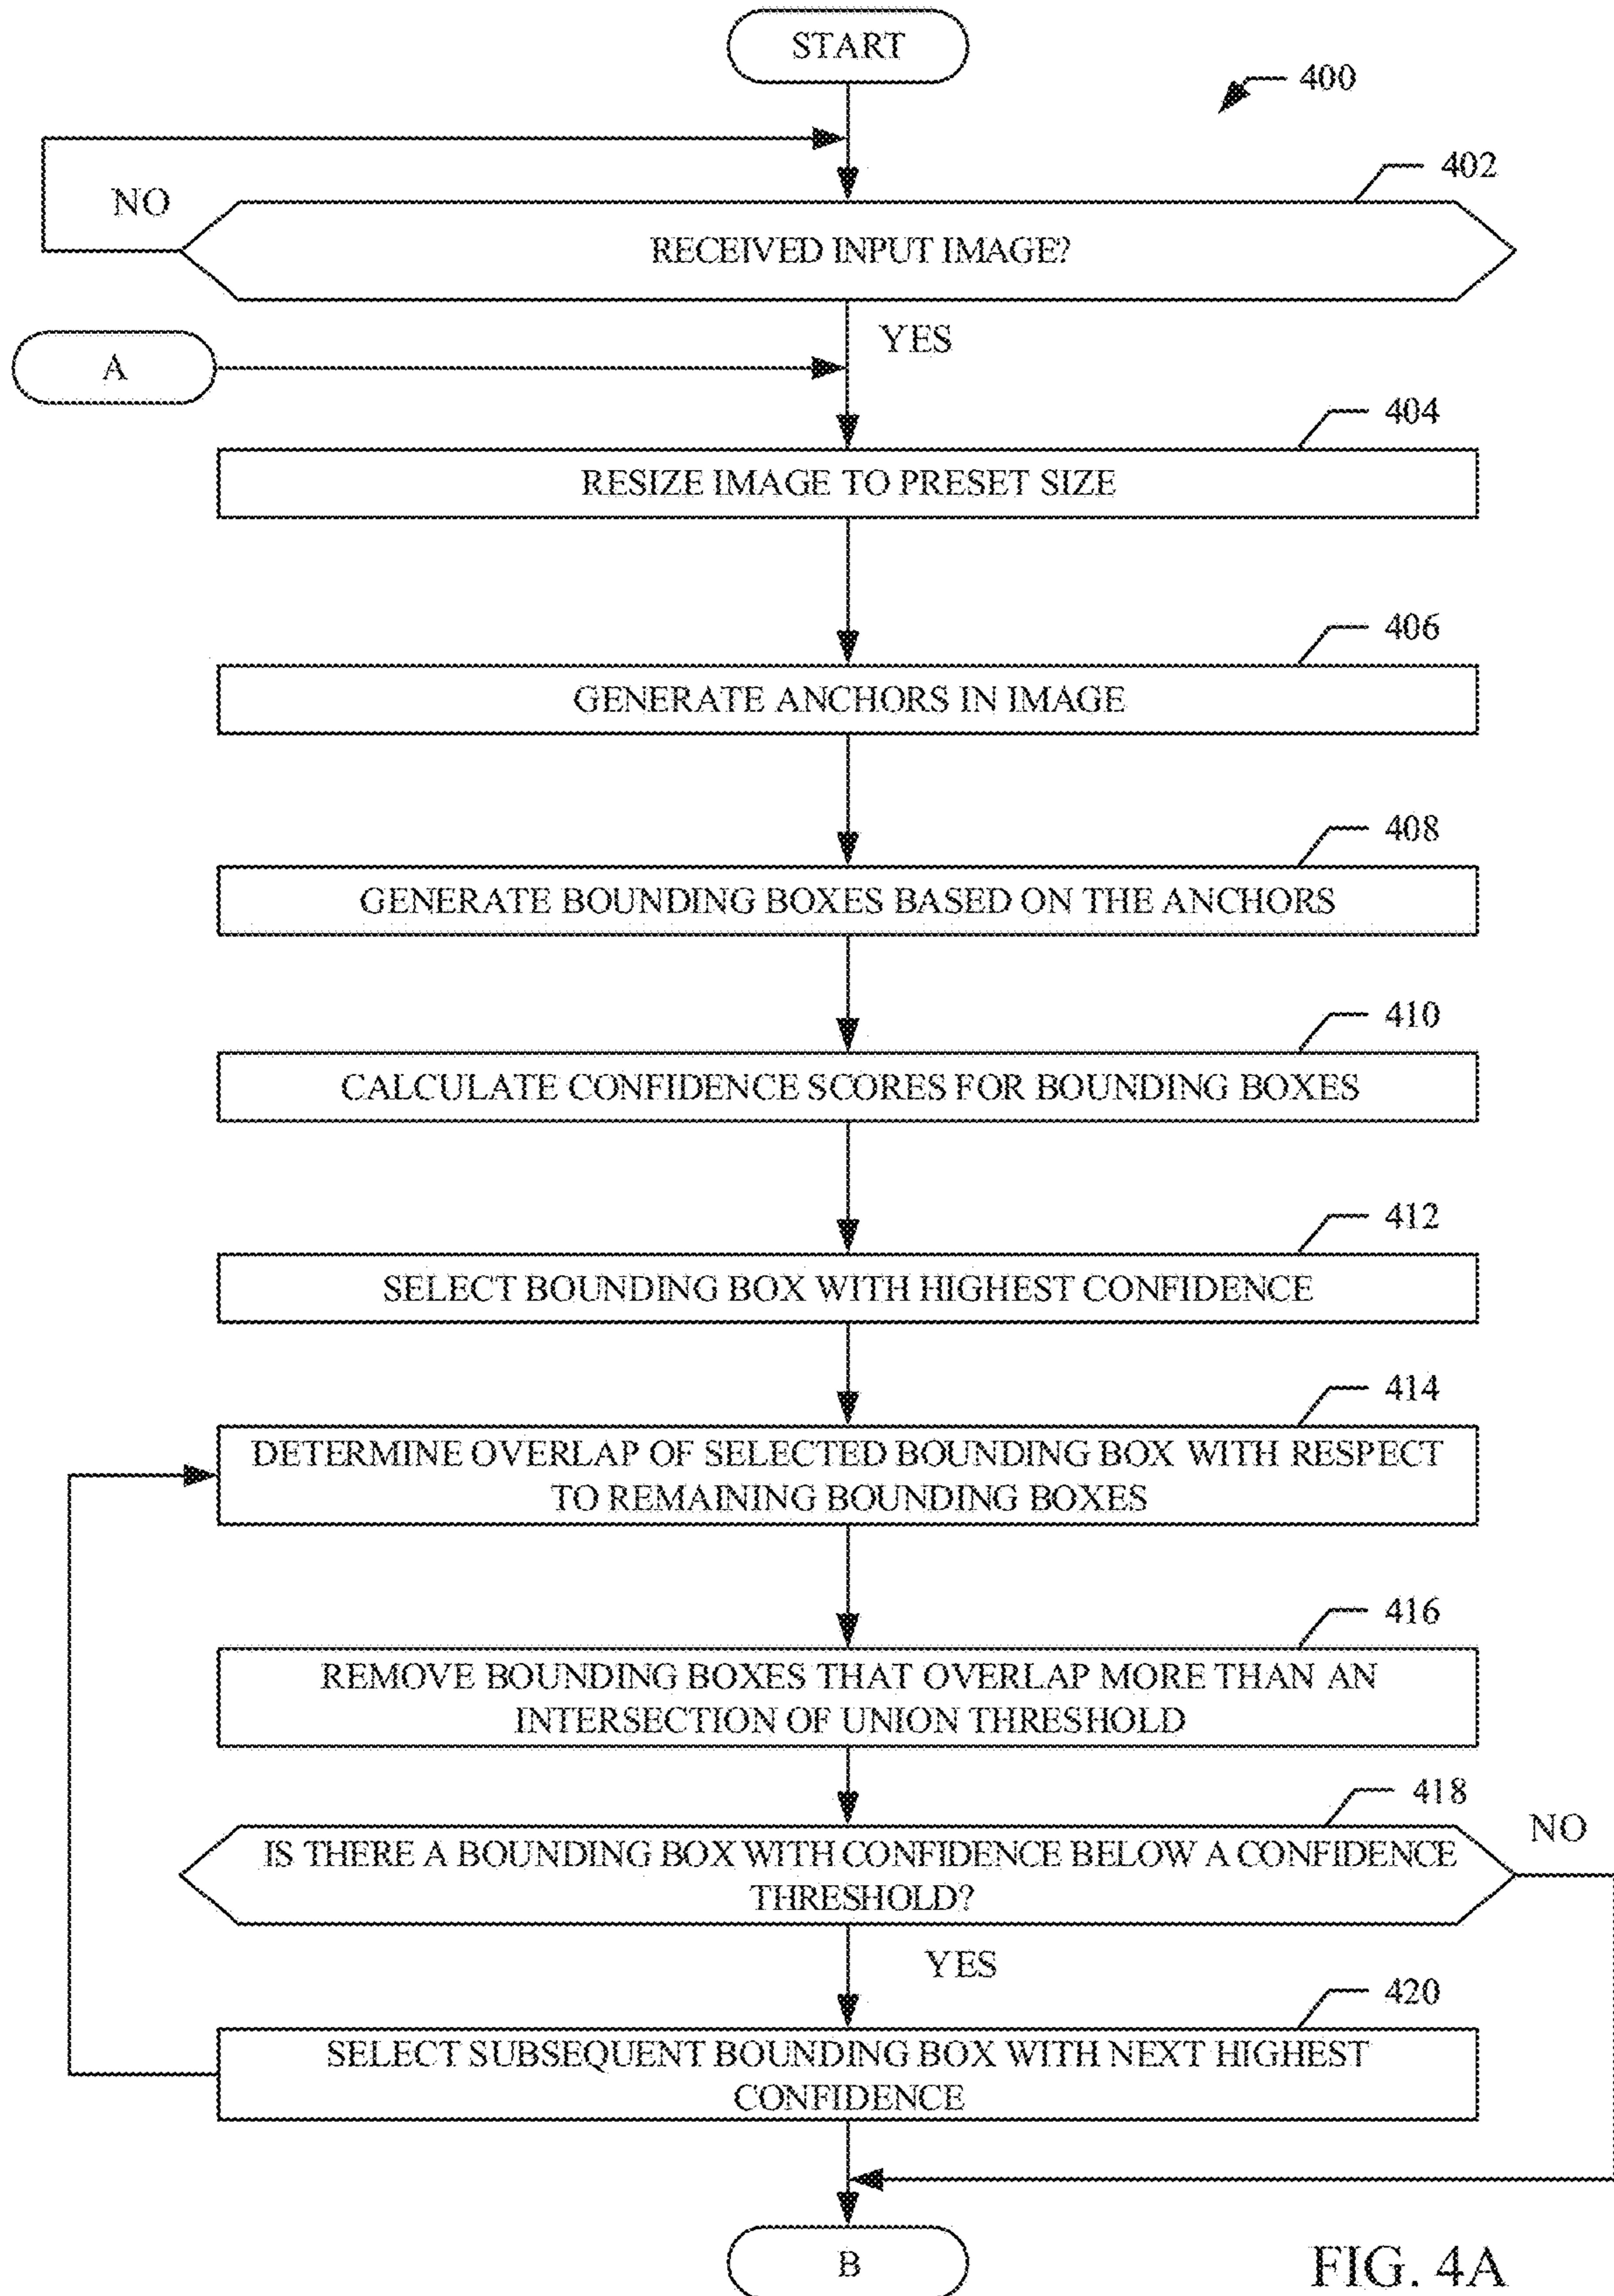 START
400
402
NO
RECEIVED INPUT IMAGE?
YES
A
404
RESIZE IMAGE TO PRESET SIZE
406
GENERATE ANCHORS IN IMAGE
408
GENERATE BOUNDING BOXES BASED ON THE ANCHORS
410
CALCULATE CONFIDENCE SCORES FOR BOUNDING BOXES
412
SELECT BOUNDING BOX WITH HIGHEST CONFIDENCE
414
DETERMINE OVERLAP OF SELECTED BOUNDING BOX WITH RESPECT
TO REMAINING BOUNDING BOXES
416
REMOVE BOUNDING BOXES THAT OVERLAP MORE THAN AN
INTERSECTION OF UNION THRESHOLD
418
NO
IS THERE A BOUNDING BOX WITH CONFIDENCE BELOW A CONFIDENCE
THRESHOLD?
YES
420
SELECT SUBSEQUENT BOUNDING BOX WITH NEXT HIGHEST
CONFIDENCE
B
FIG. 4A